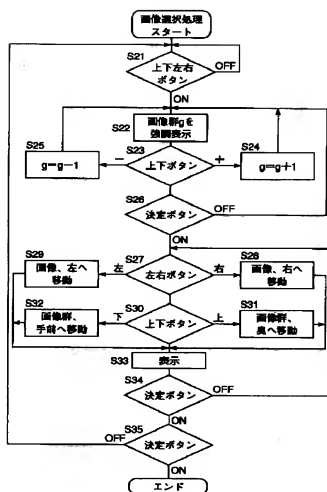 画像選択処理
スタート
S21
上下左右
ボタン
OFF
ON
S22
画像群gを
強調表示
S25
g=g-1
S23
上下ボタン
−
+
S24
g=g+1
S26
決定ボタン
OFF
ON
S29
画像、左へ
移動
S27
左右ボタン
左
右
S28
画像、右へ
移動
S32
画像群、
手前へ移動
S30
上下ボタン
下
上
S31
画像群、
奥へ移動
S33
表示
S34
決定ボタン
OFF
ON
S35
決定ボタン
OFF
ON
エンド